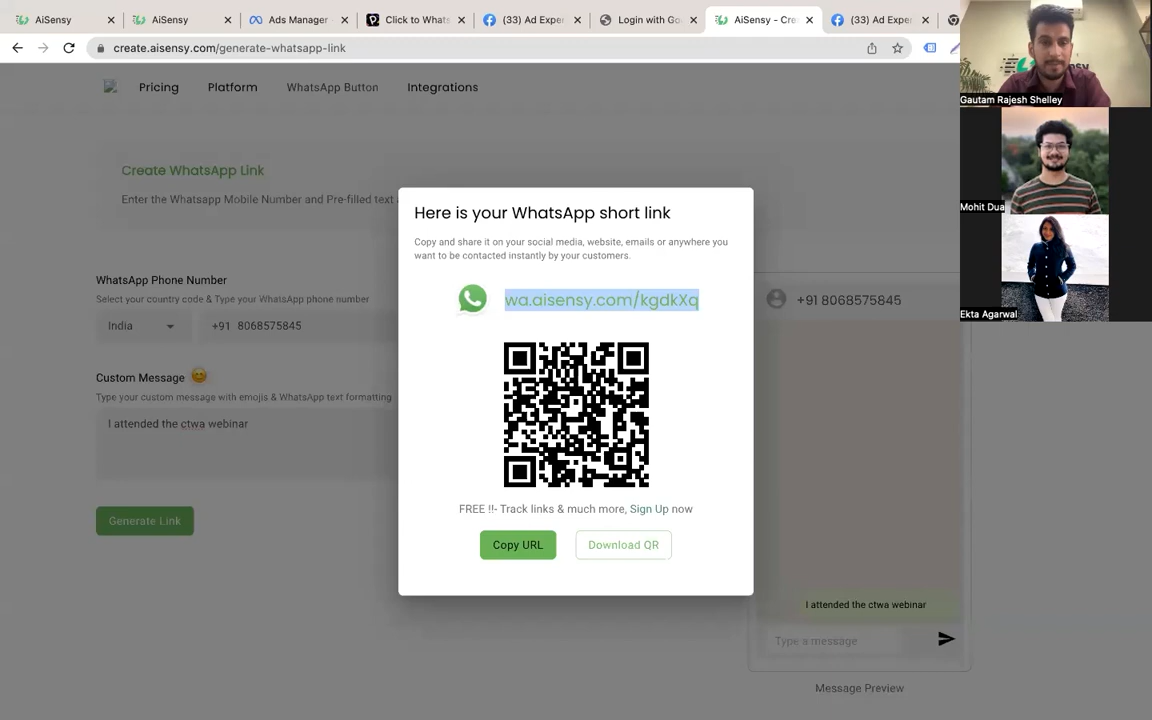 AiSensy
AiSensy
Ads Manager
Click to Whats
(33) Ad Exper
Login with Go
AiSensy - Cre
(33) Ad Exper
create.aisensy.com/generate-whatsapp-link
Pricing
Platform
WhatsApp Button
Integrations
Create WhatsApp Link
Enter the Whatsapp Mobile Number and Pre-filled text a
WhatsApp Phone Number
Select your country code & Type your WhatsApp phone number
India
+91 8068575845
Custom Message
Type your custom message with emojis & WhatsApp text formatting
I attended the ctwa webinar
Generate Link
Here is your WhatsApp short link
Copy and share it on your social media, website, emails or anywhere you
want to be contacted instantly by your customers.
wa.aisensy.com/kgdkXq
FREE !!- Track links & much more, Sign Up now
Copy URL
Download QR
+91 8068575845
I attended the ctwa webinar
Type a message
Message Preview
Gautam Rajesh Shelley
Mohit Dua
Ekta Agarwal